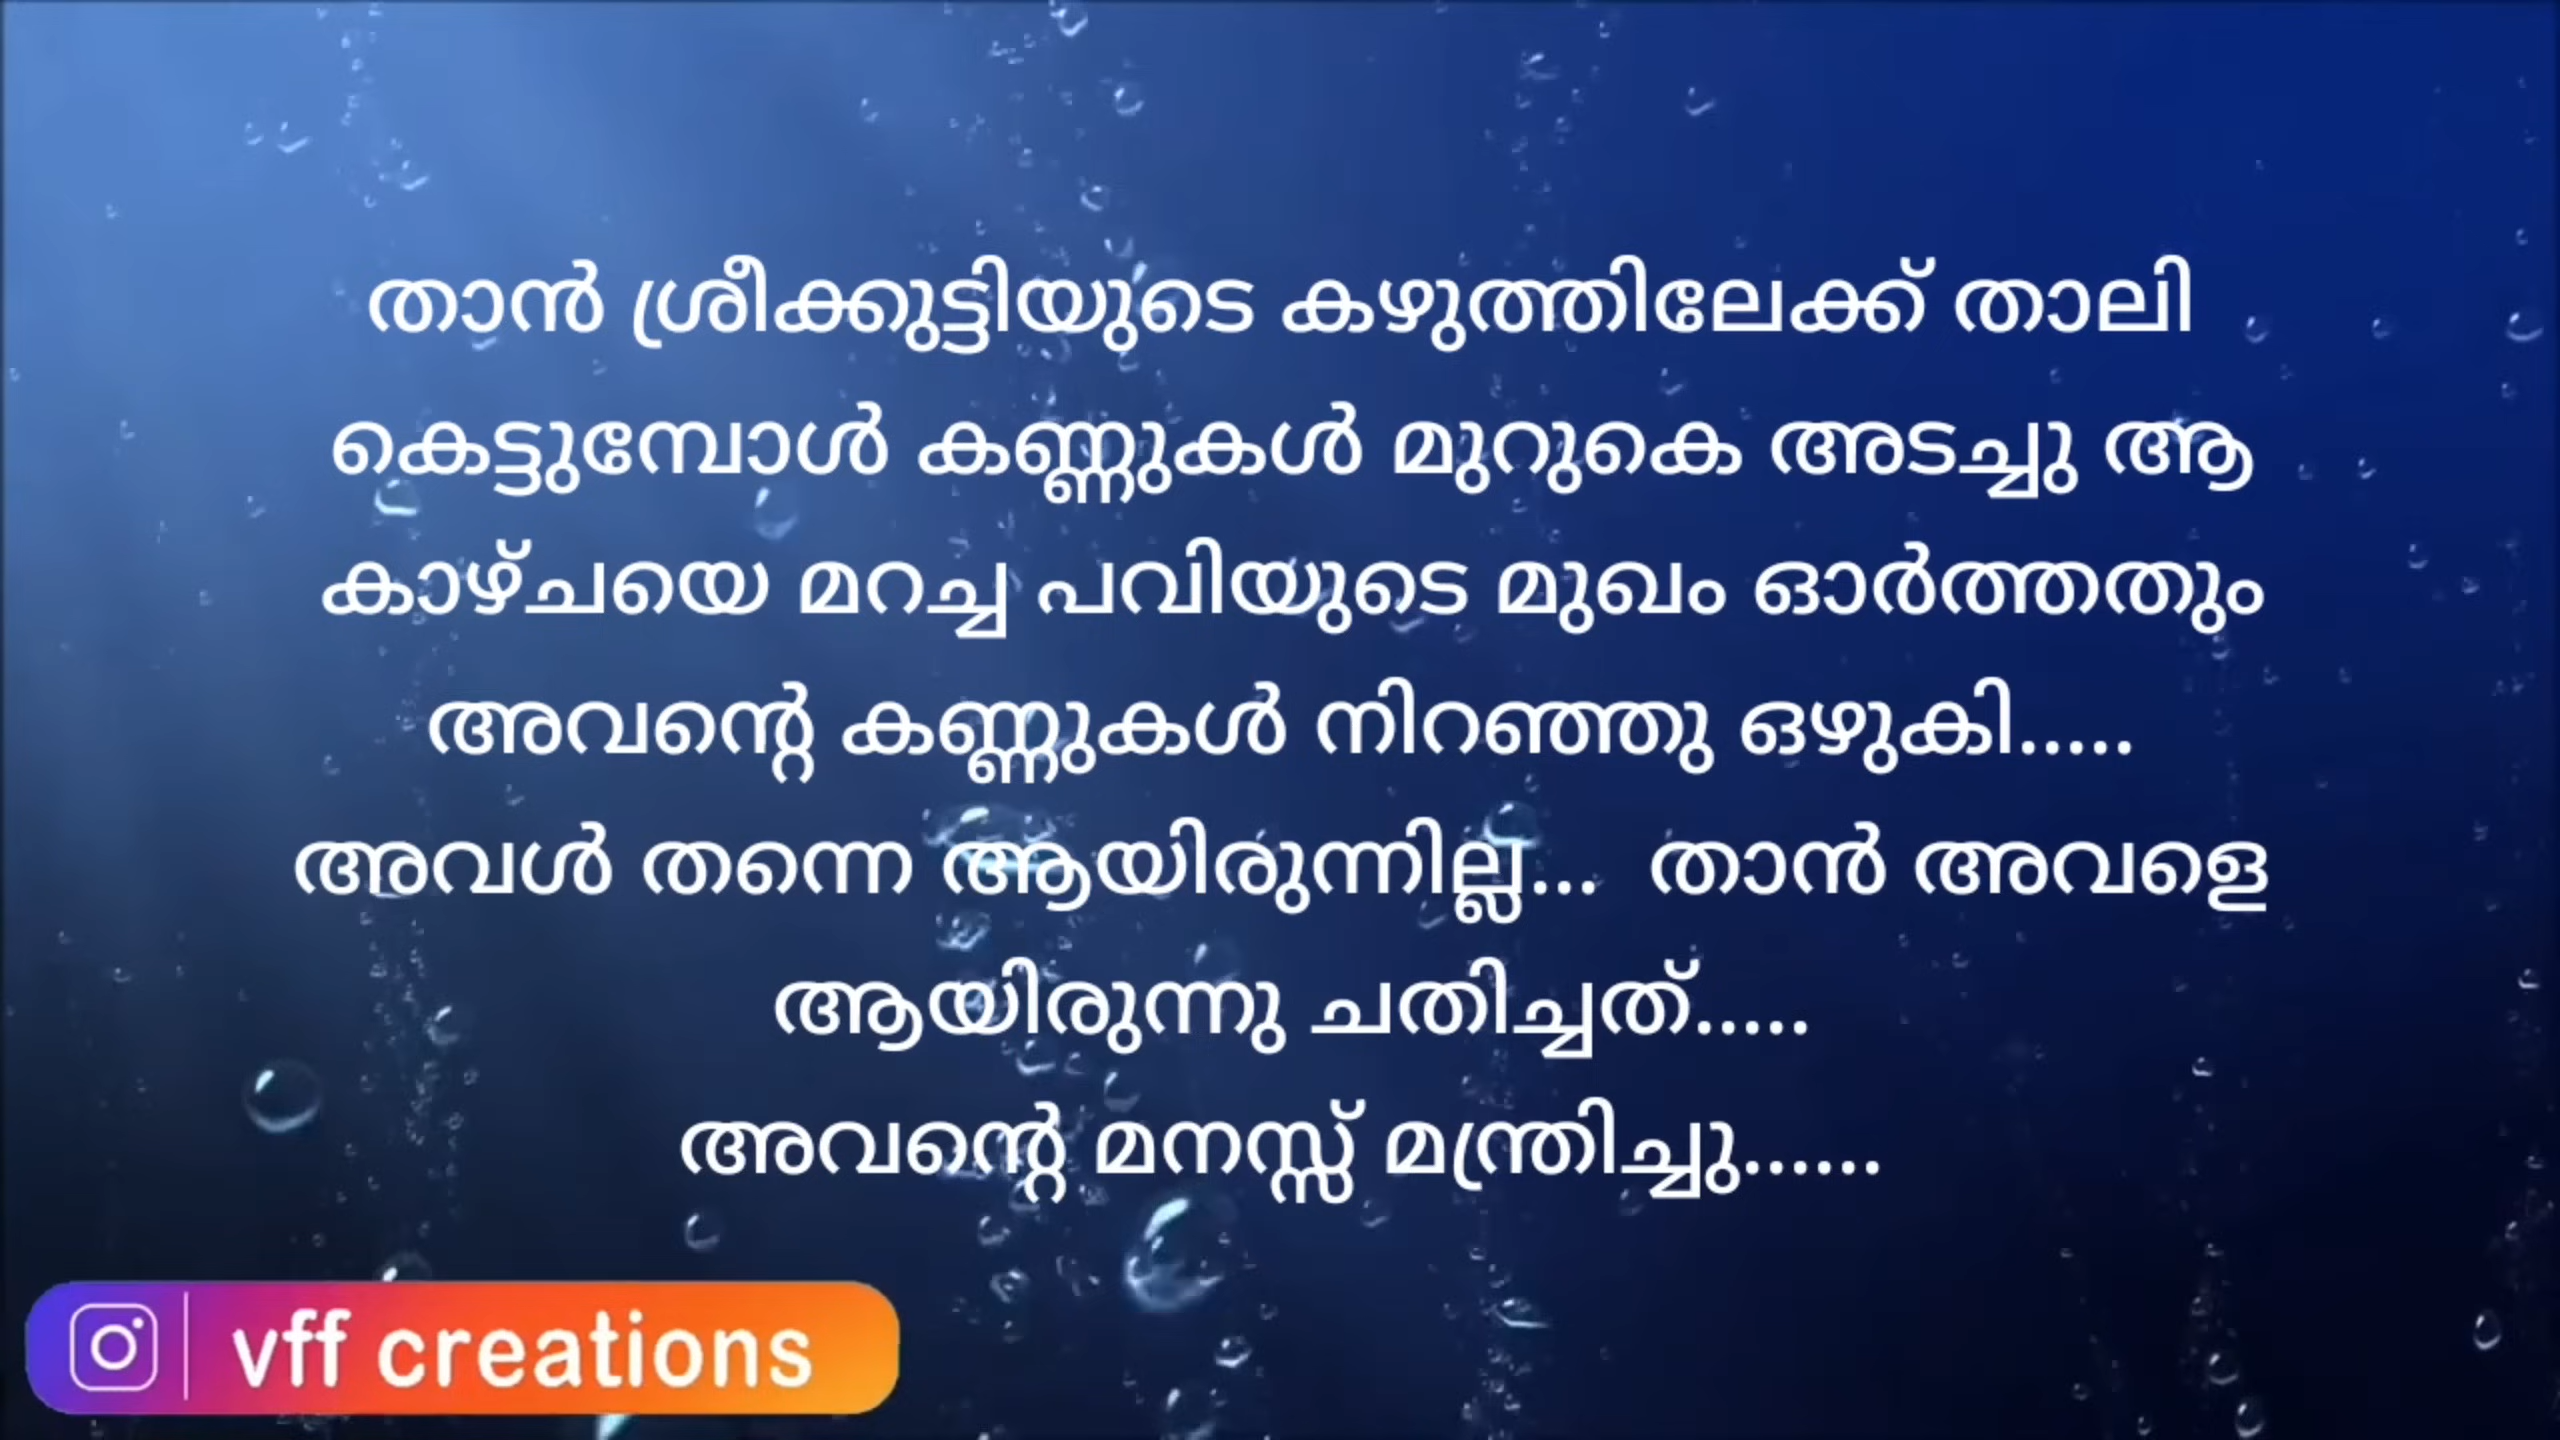 താൻ ശ്രീക്കുട്ടിയുടെ കഴുത്തിലേക്ക് താലി
കെട്ടുമ്പോൾ കണ്ണുകൾ മുറുകെ അടച്ചു ആ
കാഴ്ചയെ മറച്ച പവിയുടെ മുഖം ഓർത്തതും
അവന്റെ കണ്ണുകൾ നിറഞ്ഞു ഒഴുകി.....
അവൾ തന്നെ ആയിരുന്നില്ല... താൻ അവളെ
ആയിരുന്നു ചതിച്ചത്.....
അവന്റെ മനസ്സ് മന്ത്രിച്ചു......
vff creations